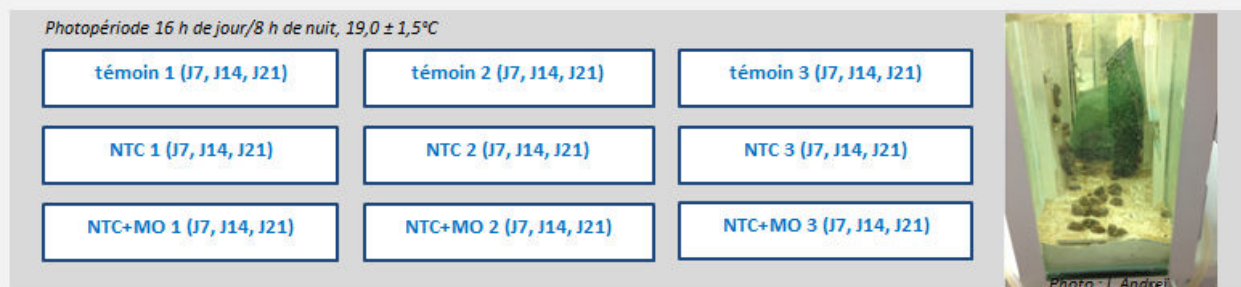 Photopériode 16 h de jour/8 h de nuit, 19,0 ± 1,5°C
témoin 1 (J7, J14, J21)
témoin 2 (J7, J14, J21)
témoin 3 (J7, J14, J21)
NTC 1 (J7, J14, J21)
NTC 2 (J7, J14, J21)
NTC 3 (J7, J14, J21)
NTC+MO 1 (J7, J14, J21)
NTC+MO 2 (J7, J14, J21)
NTC+MO 3 (J7, J14, J21)
Photo : J. Andreï